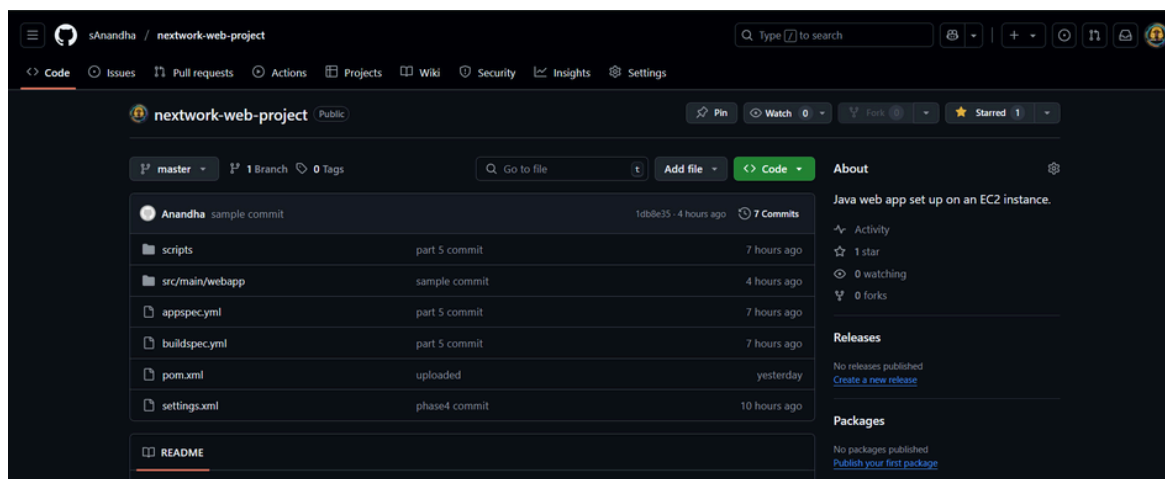 sAnandha / nextwork-web-project
Type / to search
Code Issues Pull requests Actions Projects Wiki Security Insights Settings
nextwork-web-project Public
Pin Watch 0 Fork 0 Starred 1
master 1 Branch 0 Tags
Go to file t Add file Code
About
Java web app set up on an EC2 instance.
Anandha sample commit 1db8e35 · 4 hours ago 7 Commits
scripts part 5 commit 7 hours ago
src/main/webapp sample commit 4 hours ago
appspec.yml part 5 commit 7 hours ago
buildspec.yml part 5 commit 7 hours ago
pom.xml uploaded yesterday
settings.xml phase4 commit 10 hours ago
README
Activity
1 star
0 watching
0 forks
Releases
No releases published
Create a new release
Packages
No packages published
Publish your first package